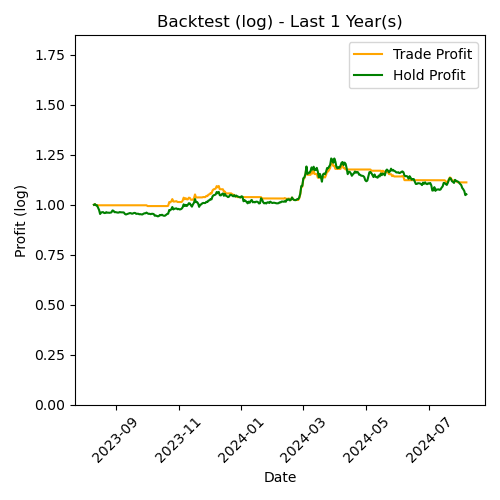 Backtest (log) - Last 1 Year(s)
Trade Profit
Hold Profit
Profit (log)
1.75
1.50
1.25
1.00
0.75
0.50
0.25
0.00
2023-09
2023-11
2024-01
2024-03
2024-05
2024-07
Date